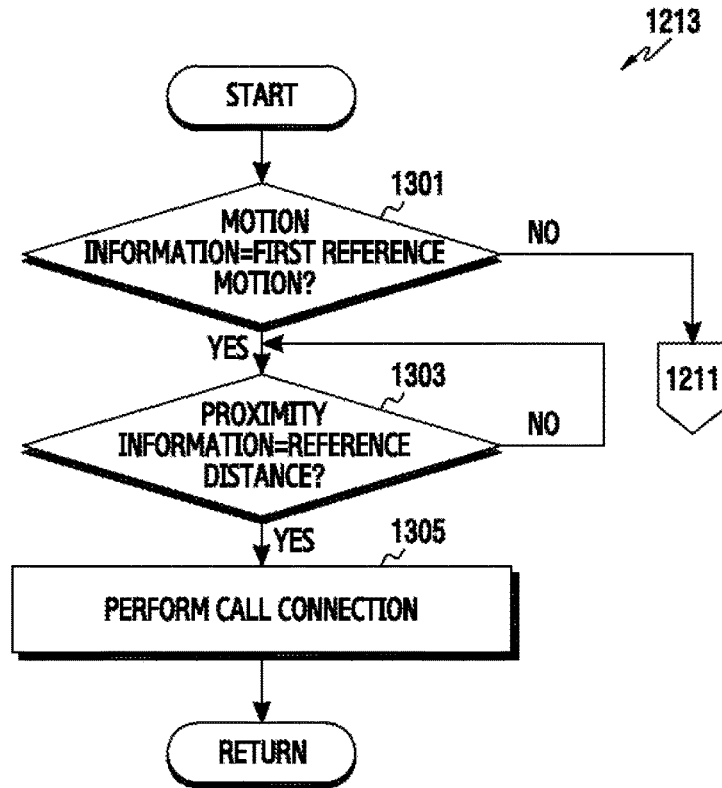 1213
START
1301
MOTION
INFORMATION=FIRST REFERENCE
MOTION?
NO
YES
1211
1303
PROXIMITY
INFORMATION=REFERENCE
DISTANCE?
NO
YES
1305
PERFORM CALL CONNECTION
RETURN